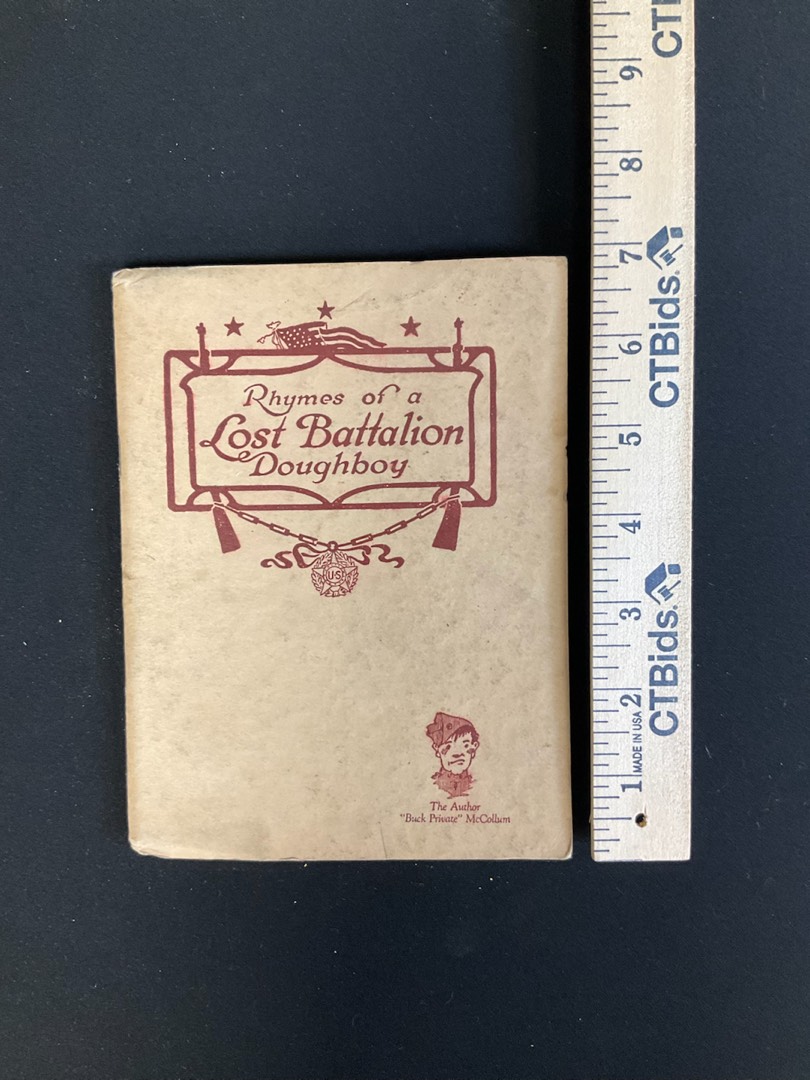 Rhymes of a
Lost Battalion
Doughboy
US
The Author
"Buck Private" McCollum
1
2
3
4
5
6
7
8
9
MADE IN USA
CTBids.
CTBids.
CTBids.
CTB